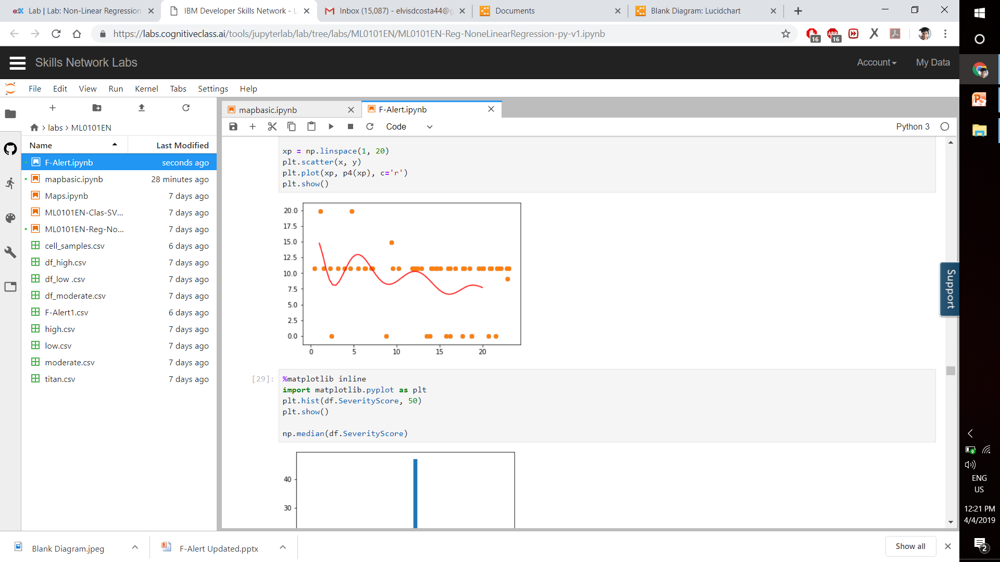 Lab | Lab: Non-Linear Regression
IBM Developer Skills Network - L
Inbox (15,087) - elvisdcosta44@g
Documents
Blank Diagram: Lucidchart
https://labs.cognitiveclass.ai/tools/jupyterlab/lab/tree/labs/ML0101EN/ML0101EN-Reg-NoneLinearRegression-py-v1.ipynb
16
ABP
16
Skills Network Labs
Account
My Data
File Edit View Run Kernel Tabs Settings Help
mapbasic.ipynb
F-Alert.ipynb
Code
Python 3
> labs > ML0101EN
Name Last Modified
F-Alert.ipynb seconds ago
mapbasic.ipynb 28 minutes ago
Maps.ipynb 7 days ago
ML0101EN-Clas-SV... 7 days ago
ML0101EN-Reg-No... 7 days ago
cell_samples.csv 6 days ago
df_high.csv 7 days ago
df_low .csv 7 days ago
df_moderate.csv 7 days ago
F-Alert1.csv 6 days ago
high.csv 7 days ago
low.csv 7 days ago
moderate.csv 7 days ago
titan.csv 7 days ago
xp = np.linspace(1, 20)
plt.scatter(x, y)
plt.plot(xp, p4(xp), c='r')
plt.show()
20.0
17.5
15.0
12.5
10.0
7.5
5.0
2.5
0.0
0 5 10 15 20
[29]:
%matplotlib inline
import matplotlib.pyplot as plt
plt.hist(df.SeverityScore, 50)
plt.show()
np.median(df.SeverityScore)
40
30
Support
ENG
US
12:21 PM
4/4/2019
2
Blank Diagram.jpeg
F-Alert Updated.pptx
Show all